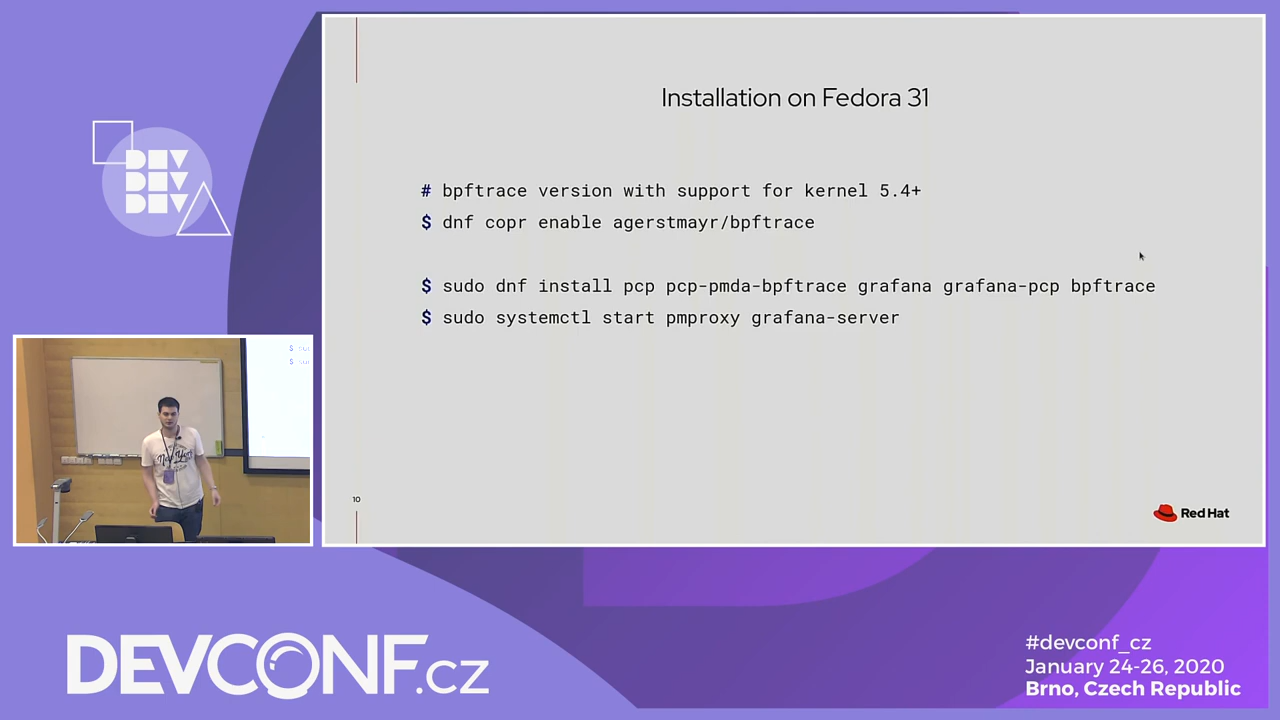 Installation on Fedora 31
# bpftrace version with support for kernel 5.4+
$ dnf copr enable agerstmayr/bpftrace
$ sudo dnf install pcp pcp-pmda-bpftrace grafana grafana-pcp bpftrace
$ sudo systemctl start pmproxy grafana-server
10
Red Hat
DEV
DEV
DEV
New York
DEVCONF.cz
#devconf_cz
January 24-26, 2020
Brno, Czech Republic